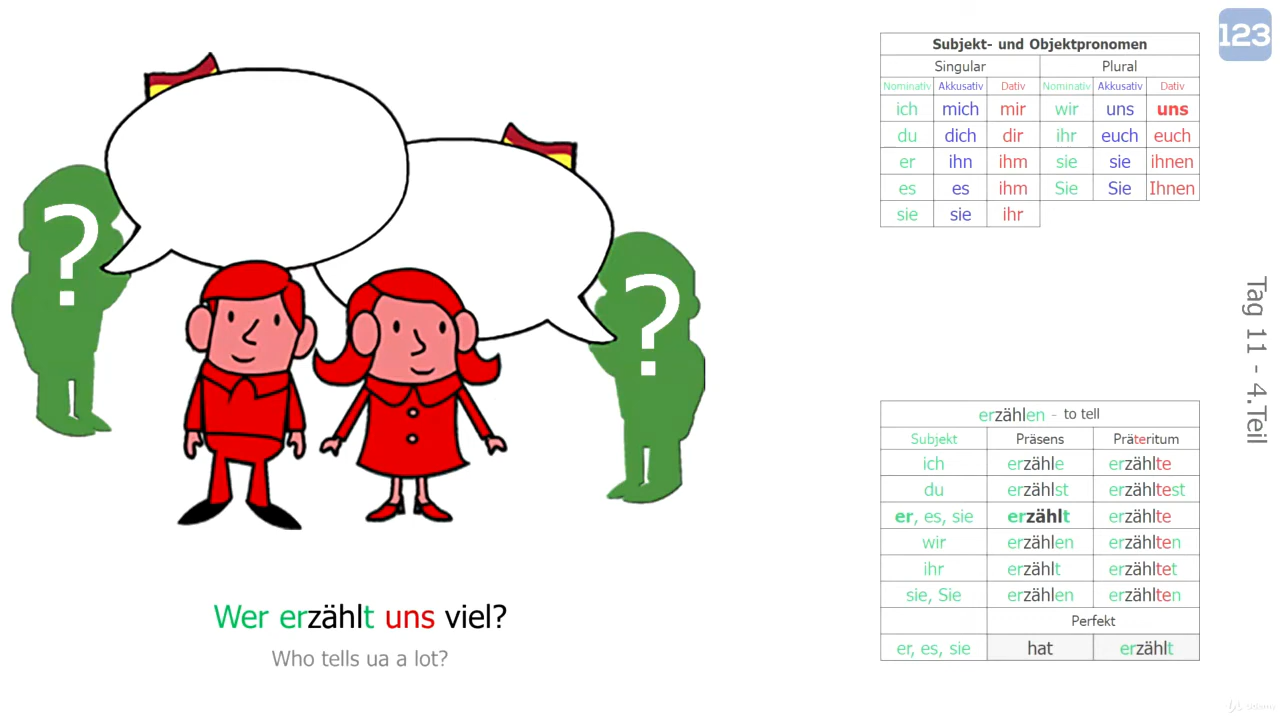 123
Subjekt- und Objektpronomen
Singular Plural
Nominativ Akkusativ Dativ Nominativ Akkusativ Dativ
ich mich mir wir uns uns
du dich dir ihr euch euch
er ihn ihm sie sie ihnen
es es ihm Sie Sie Ihnen
sie sie ihr
? ?
Tag 11 - 4.Teil
erzählen - to tell
Subjekt Präsens Präteritum
ich erzähle erzählte
du erzählst erzähltest
er, es, sie erzählt erzählte
wir erzählen erzählten
ihr erzählt erzähltet
sie, Sie erzählen erzählten
Perfekt
er, es, sie hat erzählt
Wer erzählt uns viel?
Who tells ua a lot?